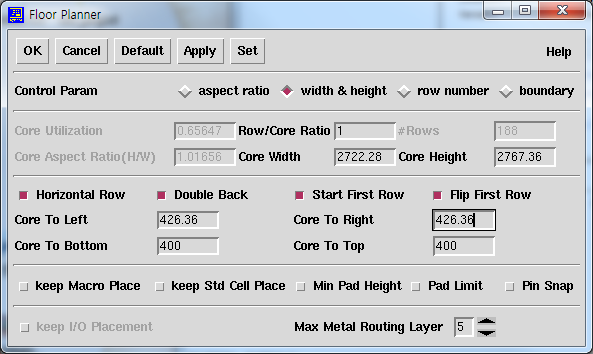 Floor Planner
OK Cancel Default Apply Set Help
Control Param aspect ratio width & height row number boundary
Core Utilization 0.65647 Row/Core Ratio 1 #Rows 188
Core Aspect Ratio(H/W) 1.01656 Core Width 2722.28 Core Height 2767.36
Horizontal Row Double Back Start First Row Flip First Row
Core To Left 426.36 Core To Right 426.36
Core To Bottom 400 Core To Top 400
keep Macro Place keep Std Cell Place Min Pad Height Pad Limit Pin Snap
keep I/O Placement Max Metal Routing Layer 5